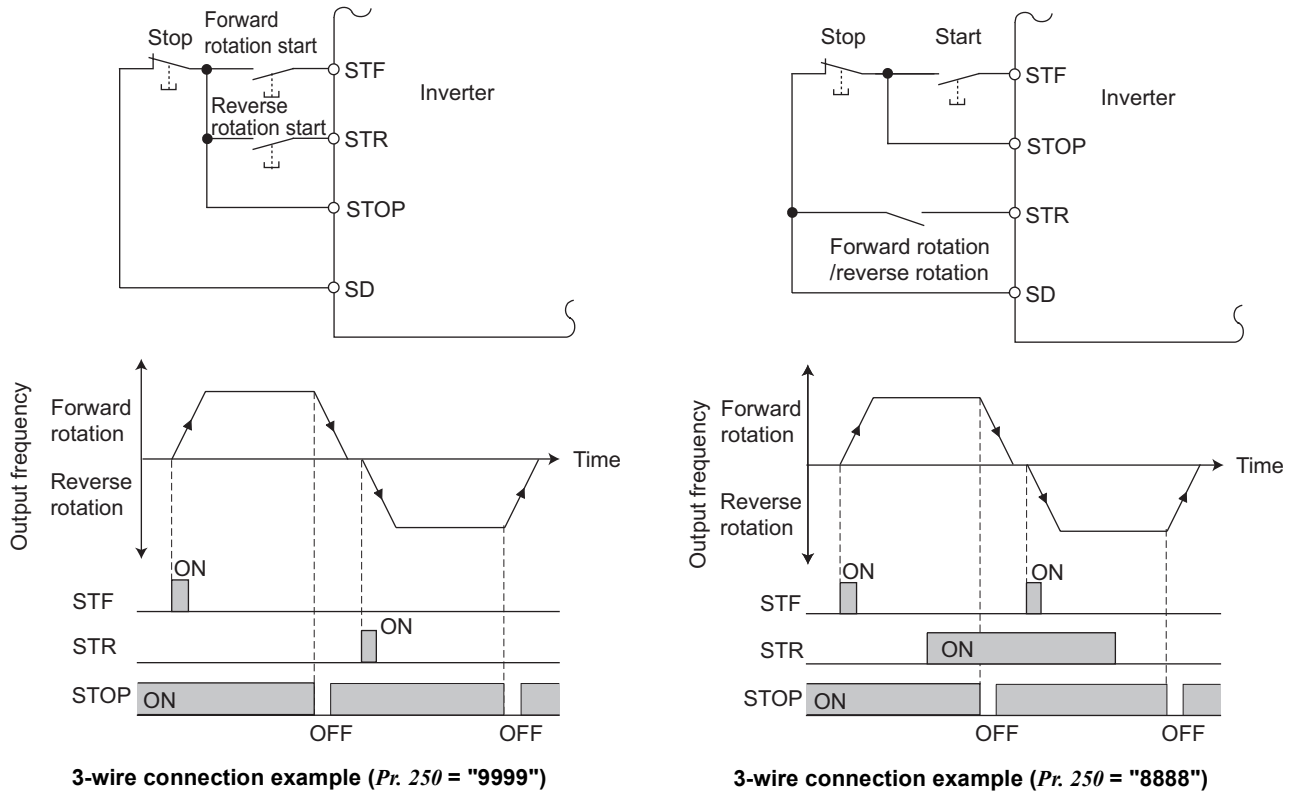 Forward
rotation start
Stop
STF
Inverter
Reverse
rotation start
STR
STOP
SD
Output frequency
Forward
rotation
Reverse
rotation
Time
ON
STF
ON
STR
STOP ON
OFF OFF
3-wire connection example (Pr. 250 = "9999")
Stop Start
STF
Inverter
STOP
STR
Forward rotation
/reverse rotation
SD
Output frequency
Forward
rotation
Reverse
rotation
Time
ON ON
STF
STR ON
STOP ON
OFF OFF
3-wire connection example (Pr. 250 = "8888")